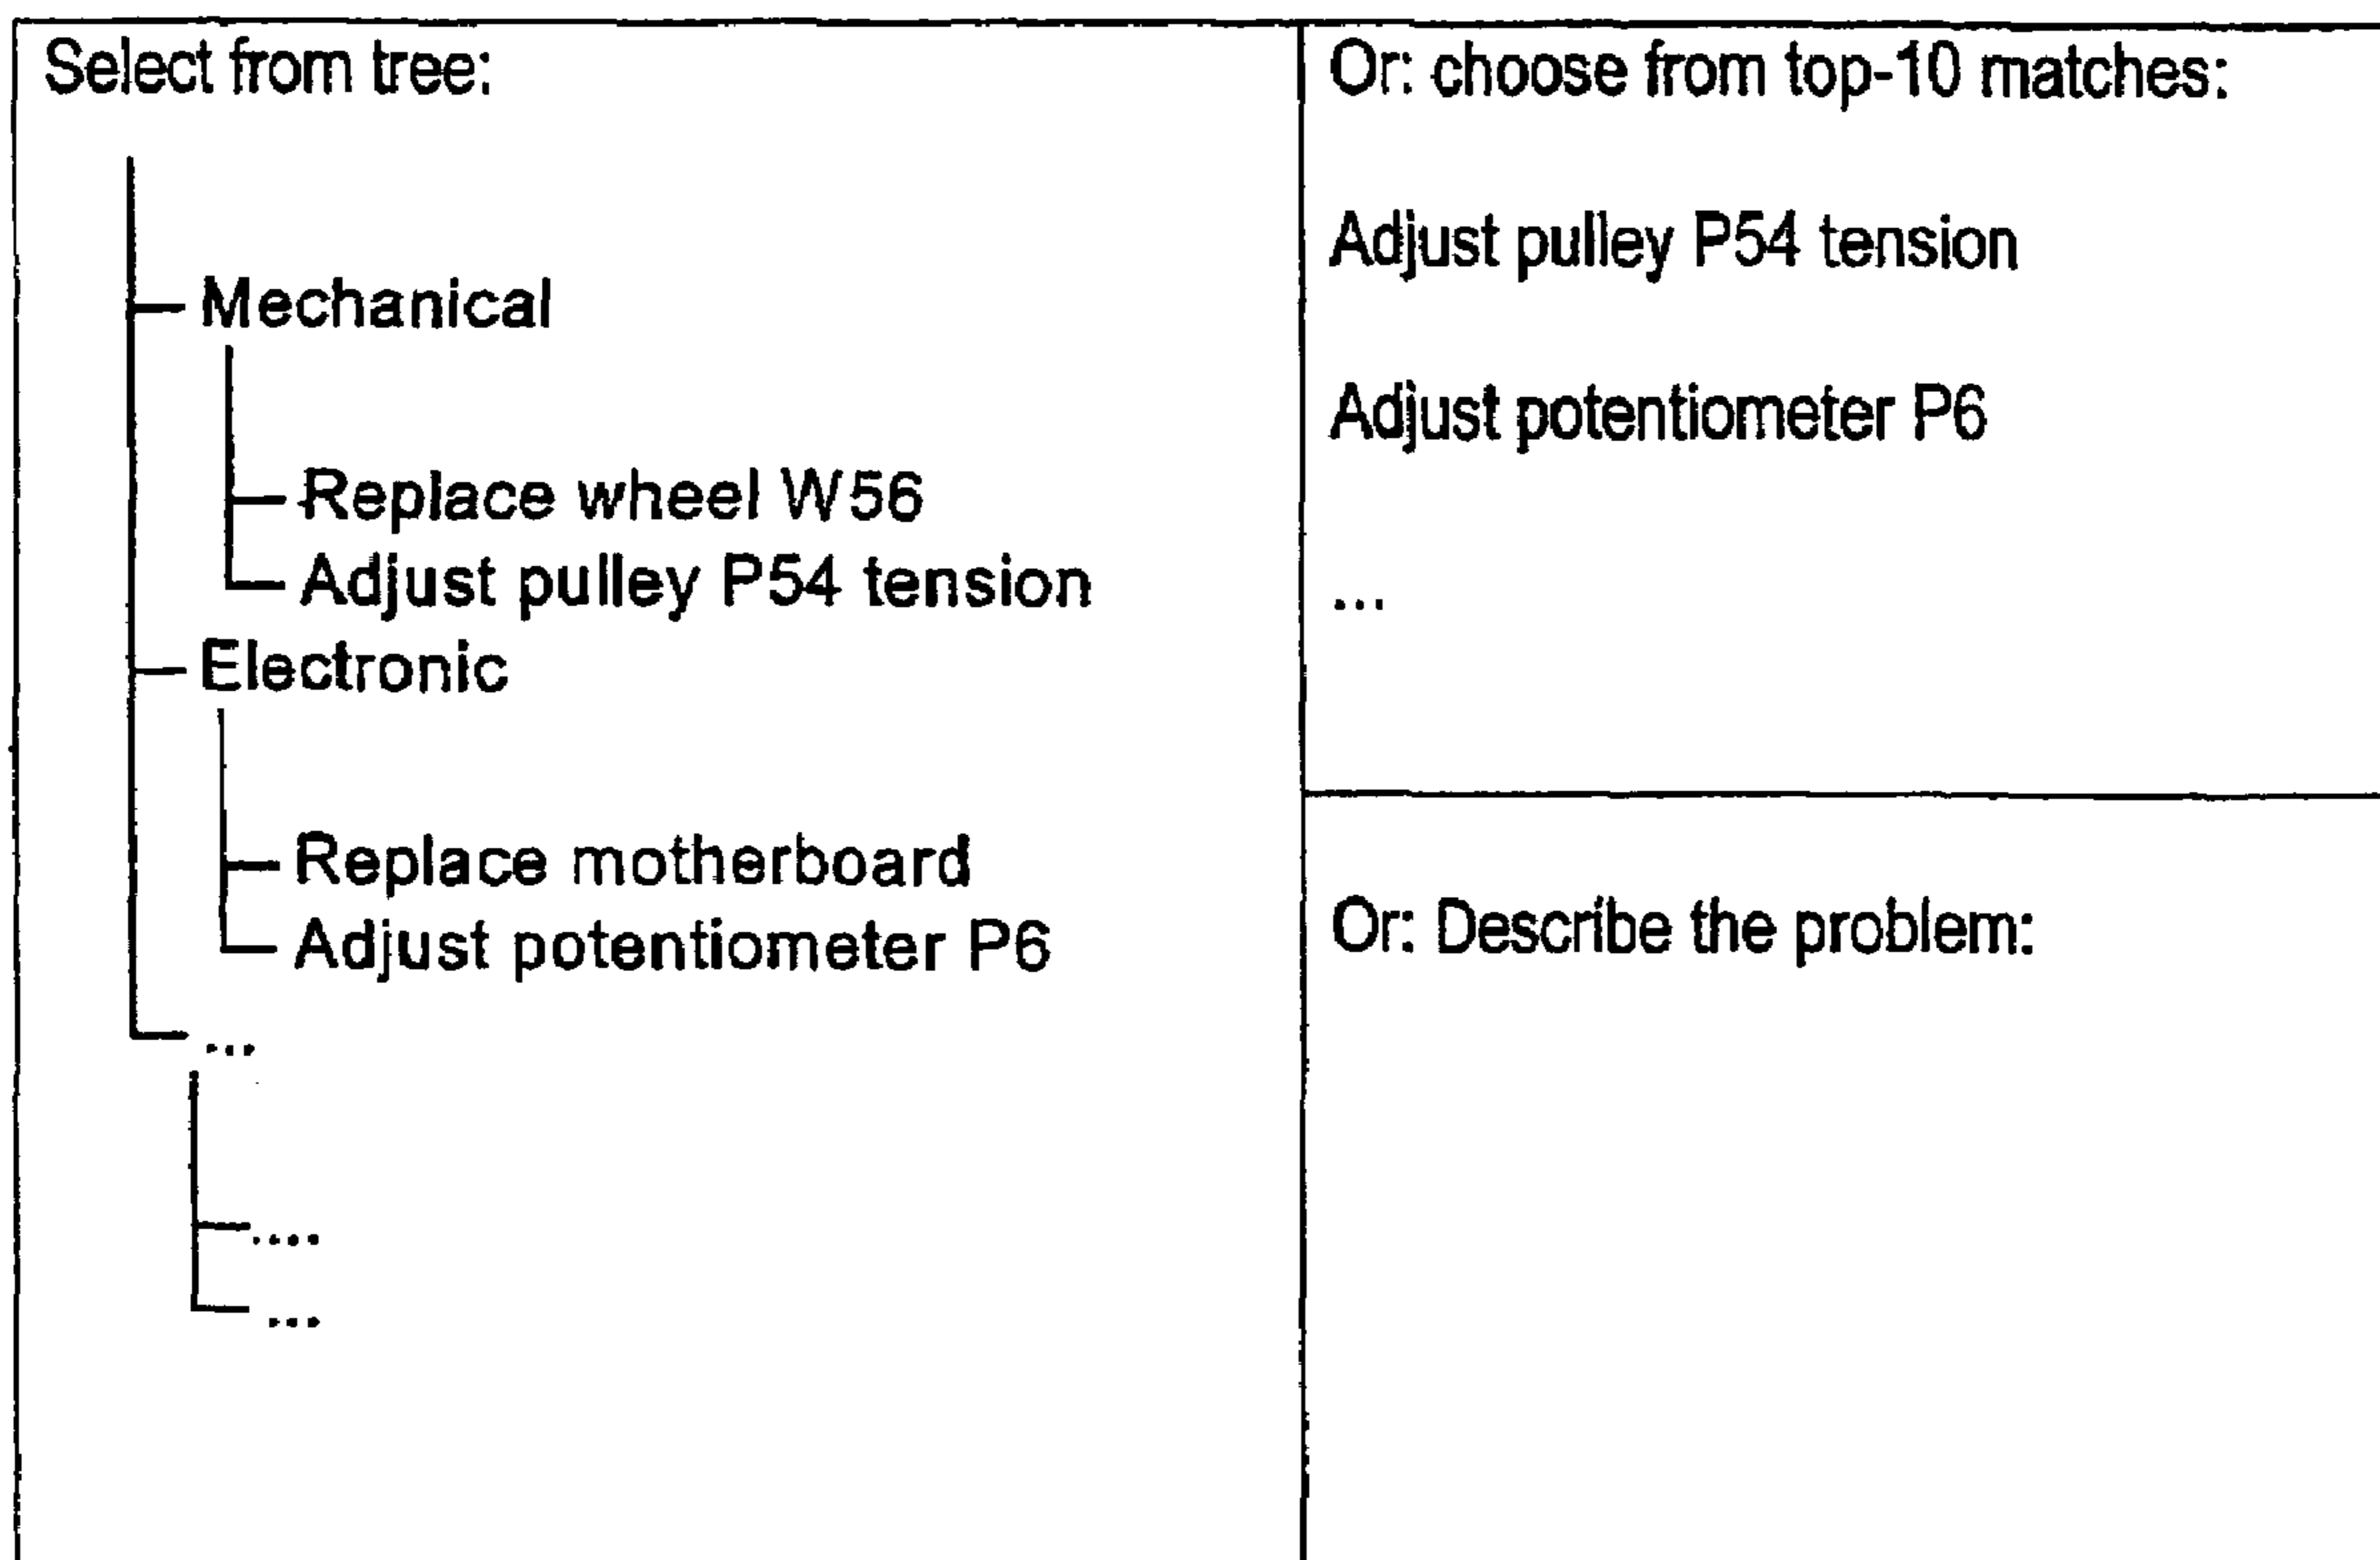 Select from tree:
Mechanical
Replace wheel W56
Adjust pulley P54 tension
Electronic
Replace motherboard
Adjust potentiometer P6
...
....
...
Or: choose from top-10 matches:
Adjust pulley P54 tension
Adjust potentiometer P6
...
Or: Describe the problem: